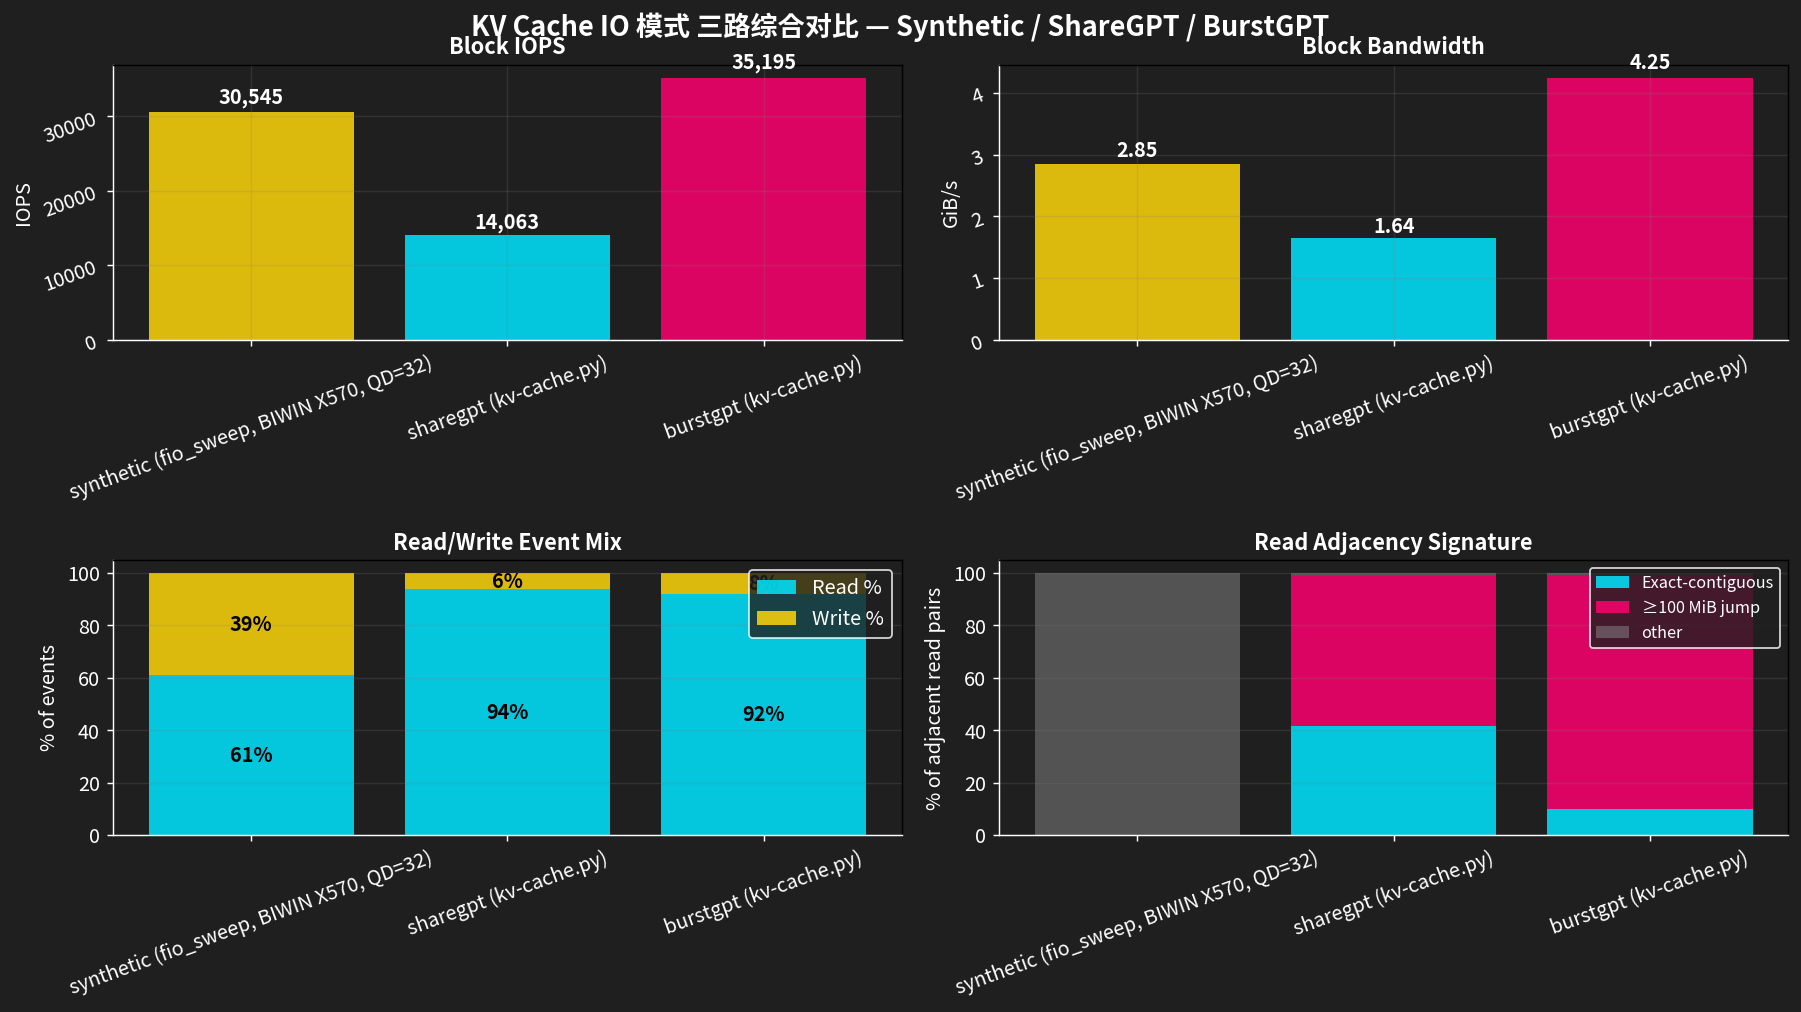 KV Cache IO 模式 三路综合对比 — Synthetic / ShareGPT / BurstGPT
Block IOPS
IOPS
30000
20000
10000
0
30,545
14,063
35,195
synthetic (fio_sweep, BIWIN X570, QD=32)
sharegpt (kv-cache.py)
burstgpt (kv-cache.py)
Block Bandwidth
GiB/s
4
3
2
1
0
2.85
1.64
4.25
synthetic (fio_sweep, BIWIN X570, QD=32)
sharegpt (kv-cache.py)
burstgpt (kv-cache.py)
Read/Write Event Mix
% of events
100
80
60
40
20
0
39%
61%
6%
94%
8%
92%
Read %
Write %
synthetic (fio_sweep, BIWIN X570, QD=32)
sharegpt (kv-cache.py)
burstgpt (kv-cache.py)
Read Adjacency Signature
% of adjacent read pairs
100
80
60
40
20
0
Exact-contiguous
≥100 MiB jump
other
synthetic (fio_sweep, BIWIN X570, QD=32)
sharegpt (kv-cache.py)
burstgpt (kv-cache.py)